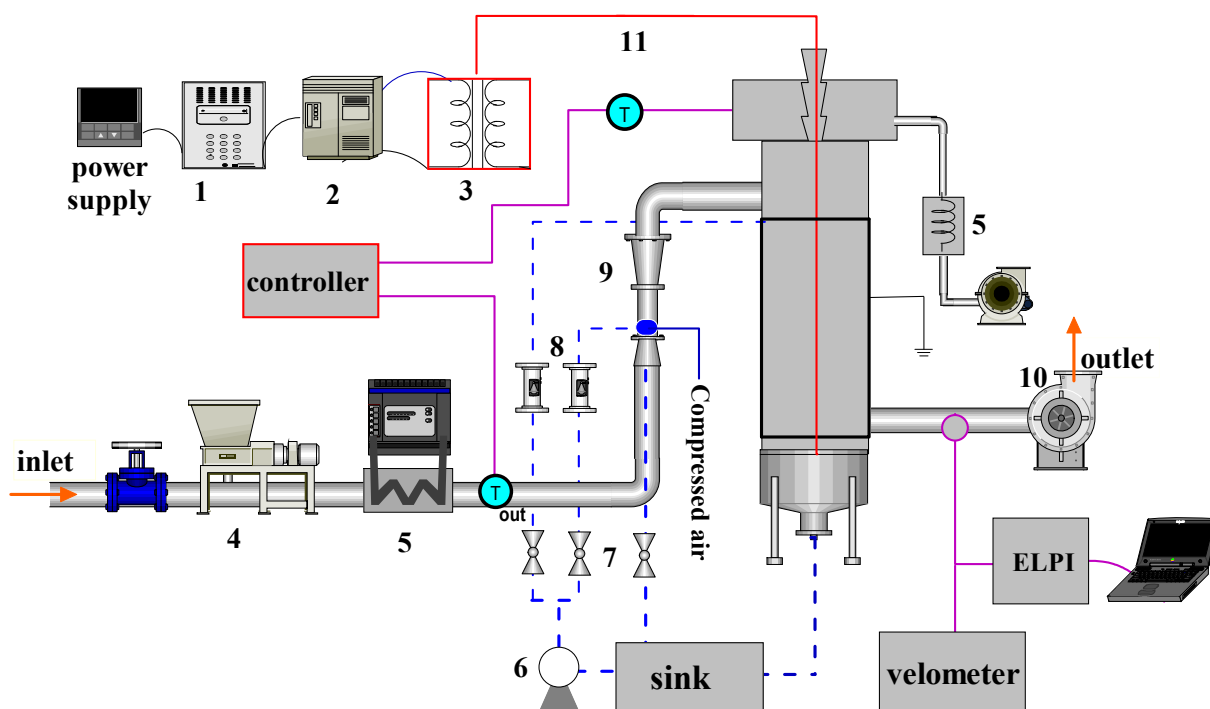 11
T
power
supply
1
2
3
5
controller
9
8
10
outlet
Compressed air
inlet
T
out
4
5
7
ELPI
6
sink
velometer